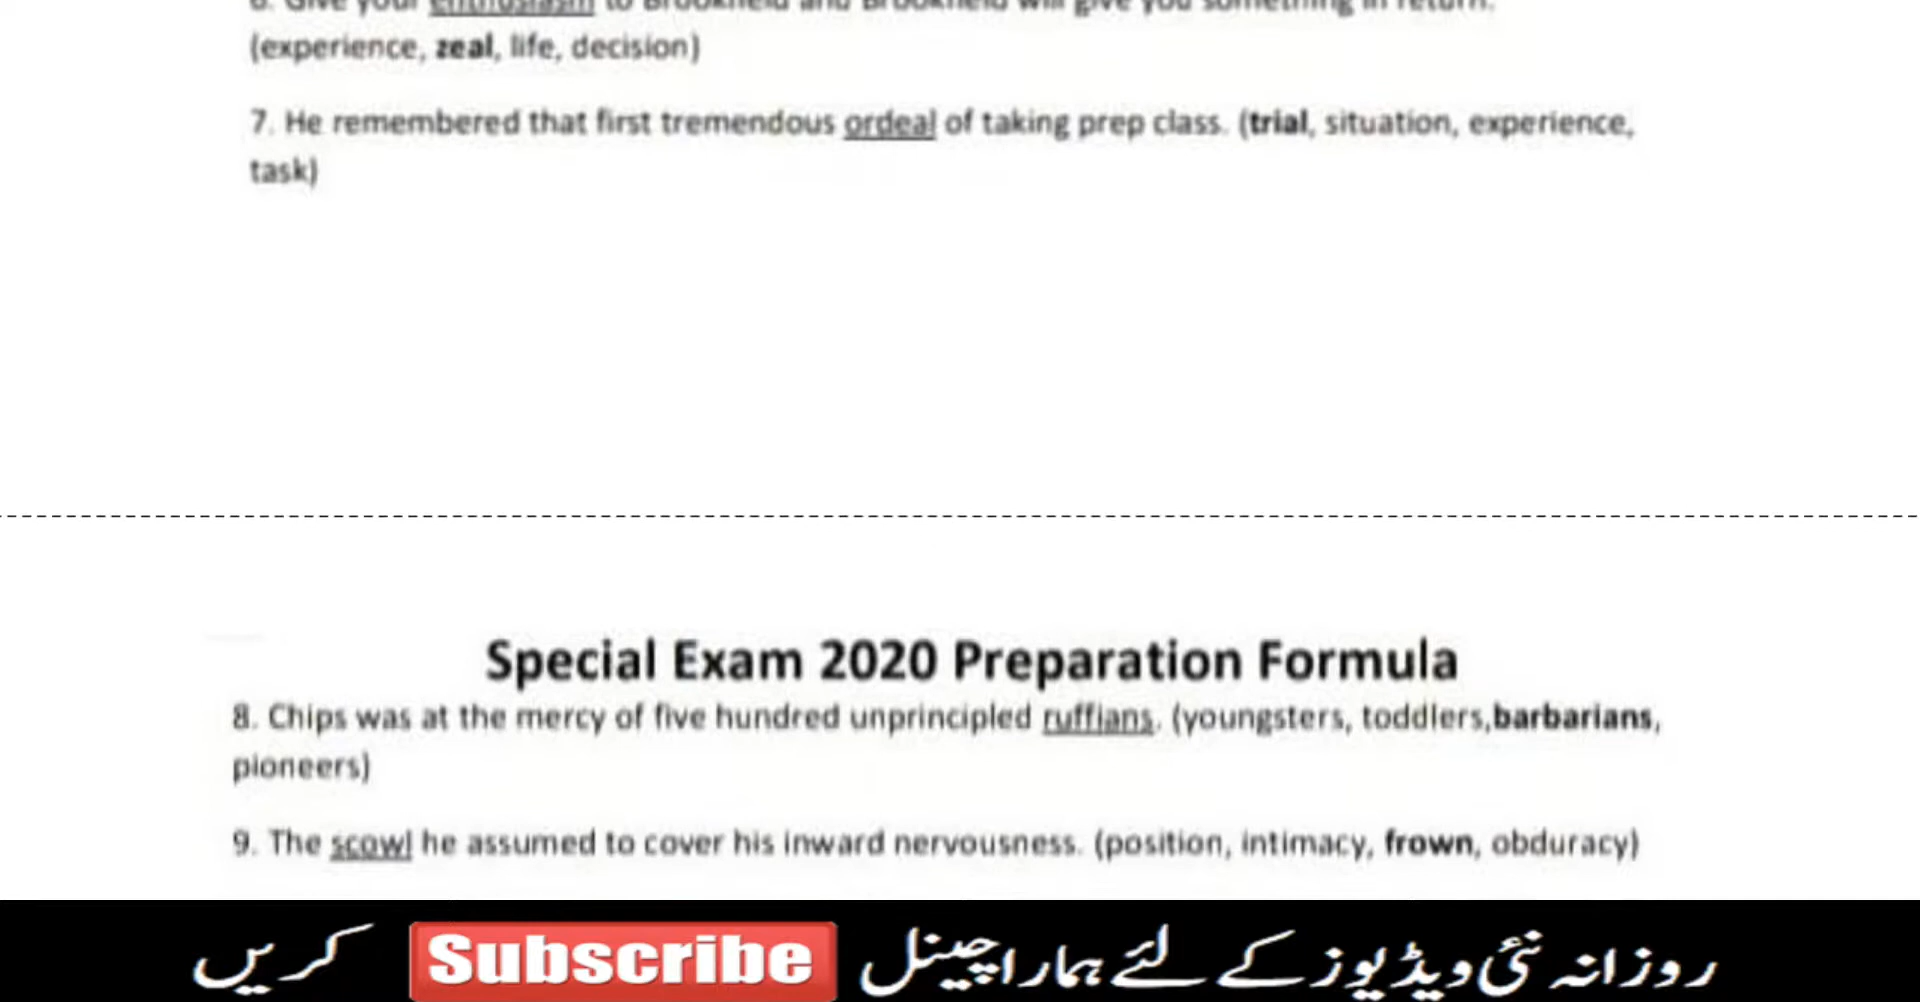 6. Give your enthusiasm to Brookfield and Brookfield will give you something in return.
(experience, zeal, life, decision)
7. He remembered that first tremendous ordeal of taking prep class. (trial, situation, experience,
task)
Special Exam 2020 Preparation Formula
8. Chips was at the mercy of five hundred unprincipled ruffians. (youngsters, toddlers,barbarians,
pioneers)
9. The scowl he assumed to cover his inward nervousness. (position, intimacy, frown, obduracy)
روزانہ نئی ویڈیوز کے لئے ہمارا چینل Subscribe کریں